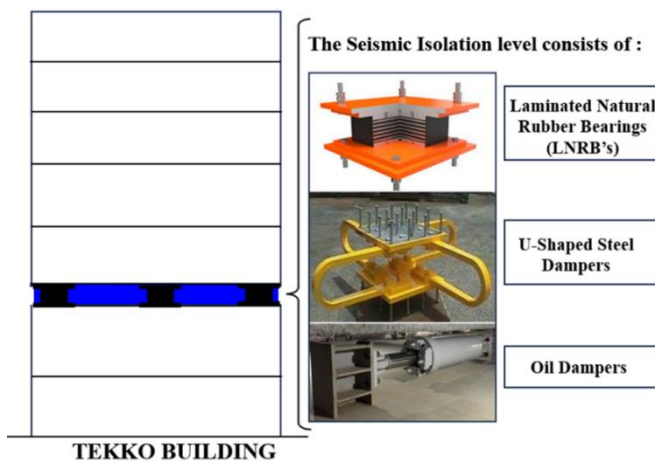 The Seismic Isolation level consists of :
Laminated Natural
Rubber Bearings
(LNRB's)
U-Shaped Steel
Dampers
Oil Dampers
TEKKO BUILDING